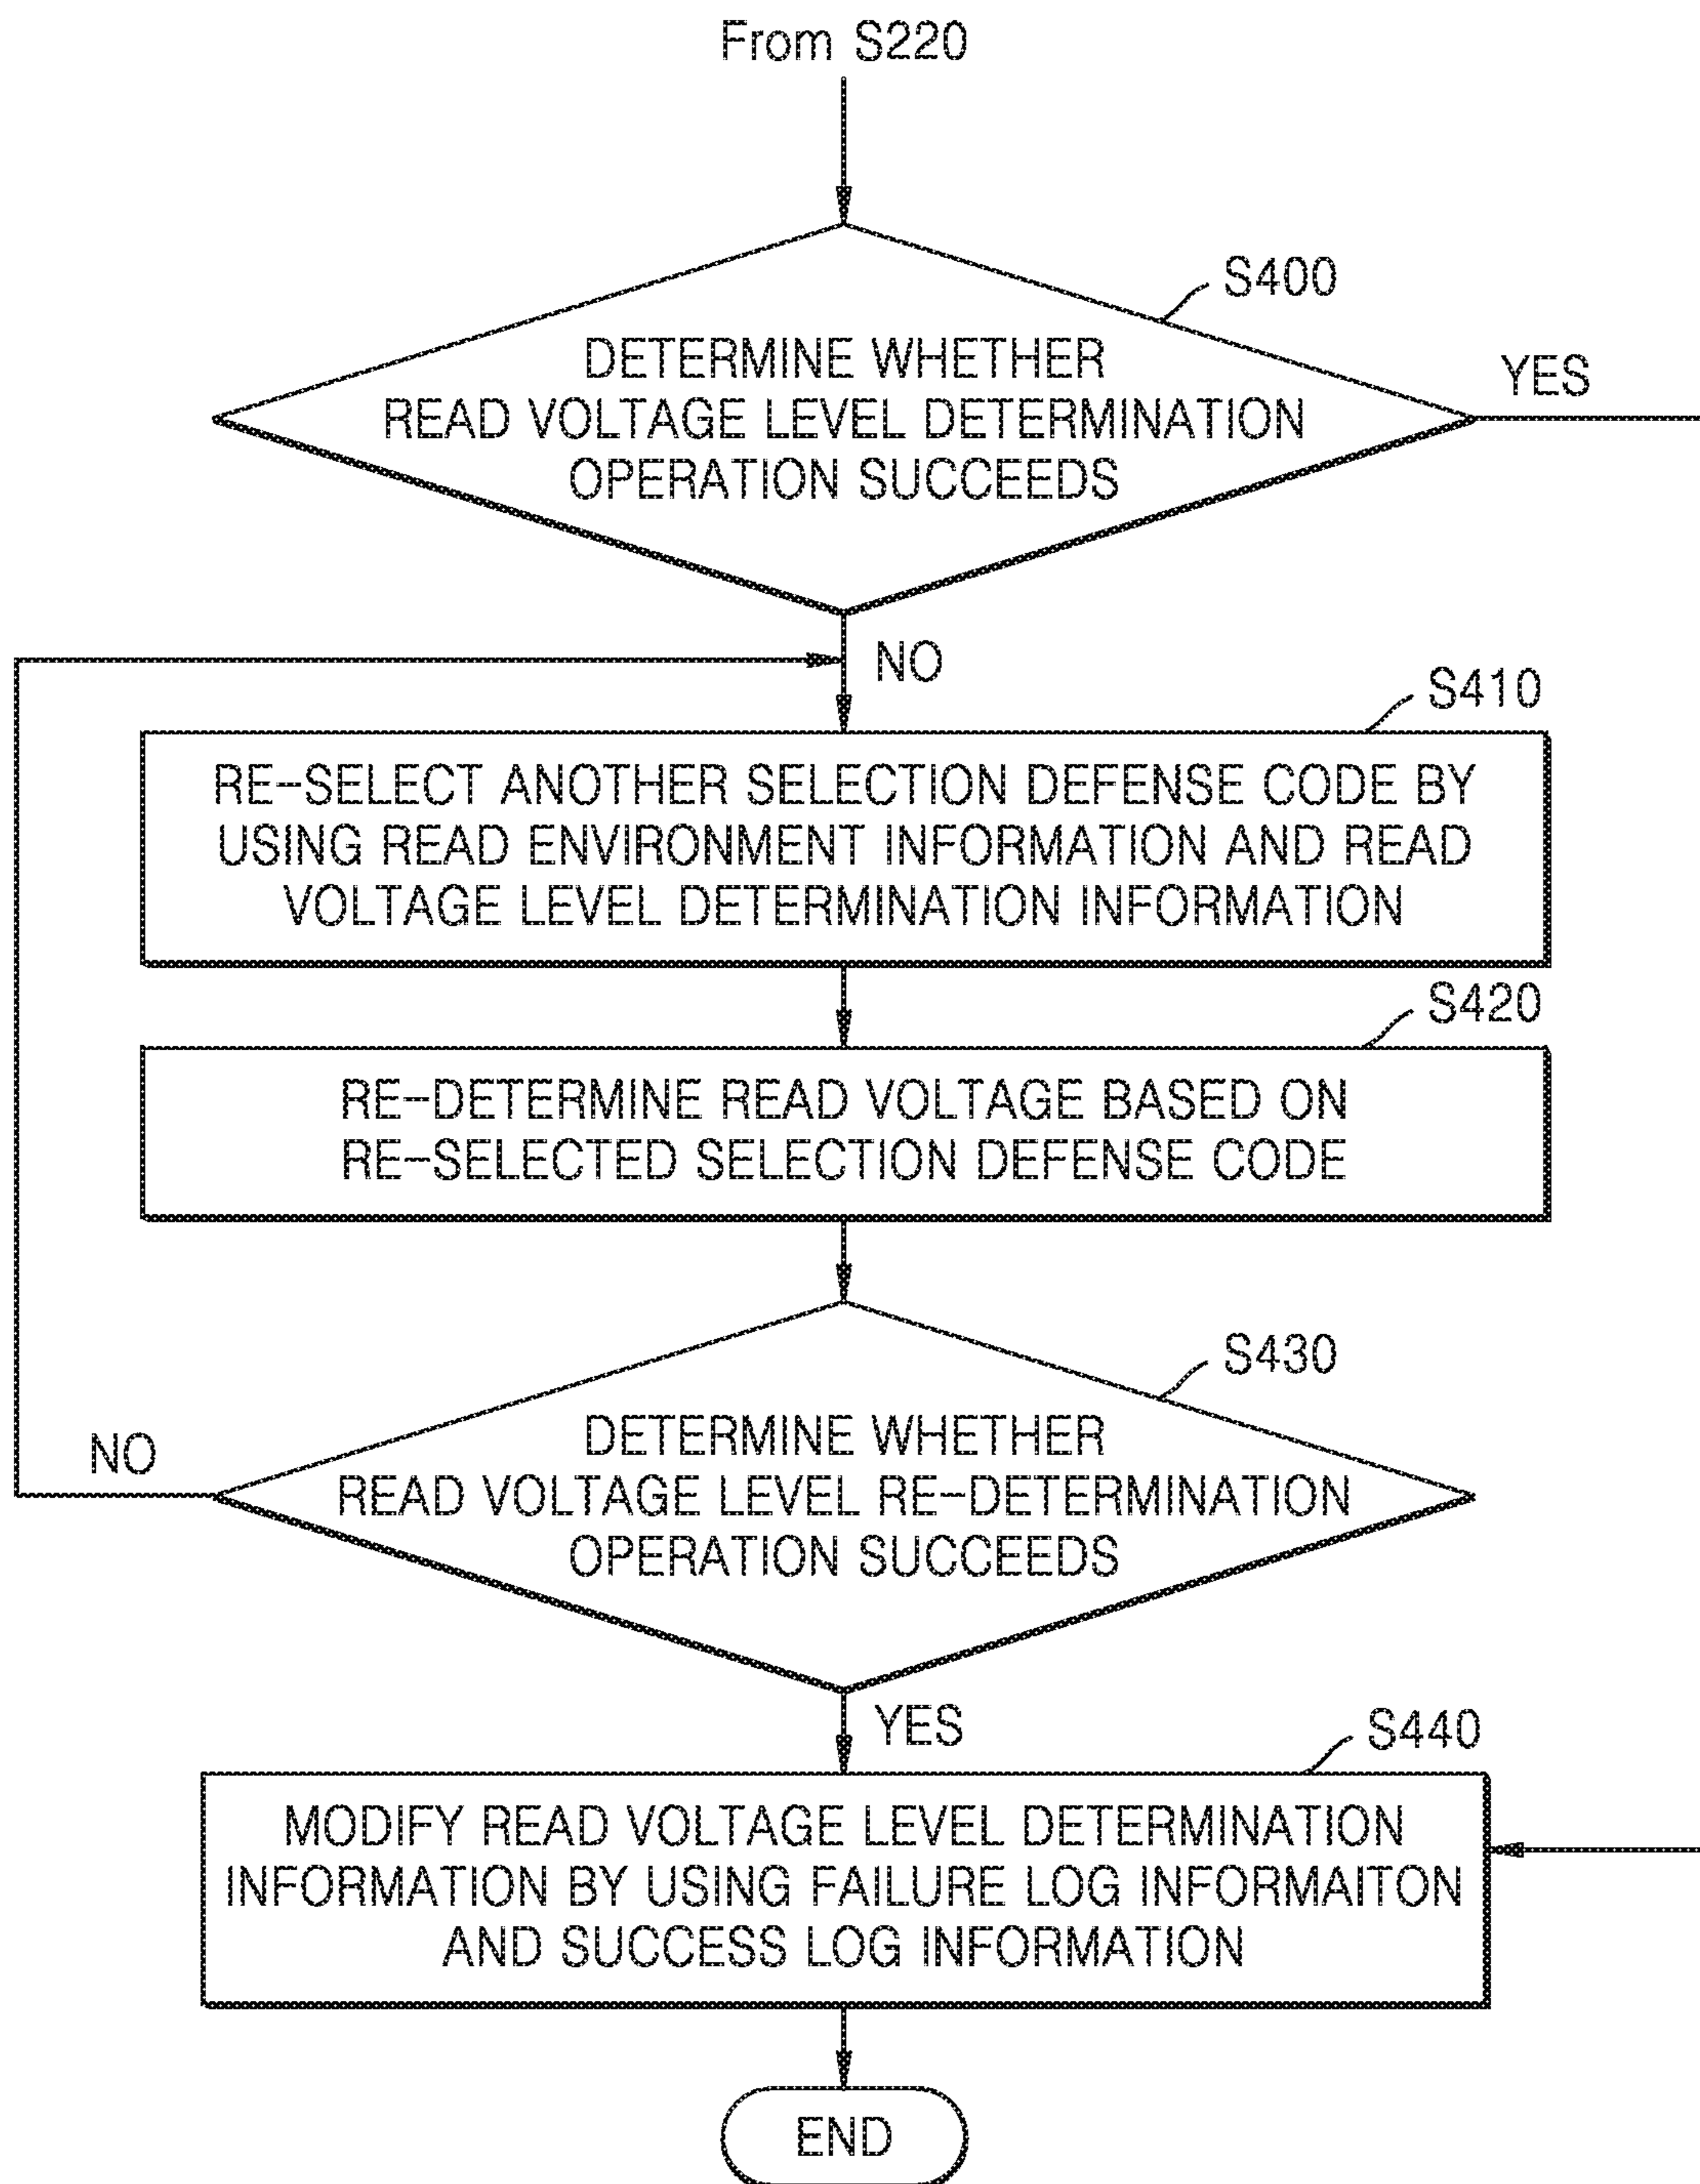 From S220
S400
DETERMINE WHETHER
READ VOLTAGE LEVEL DETERMINATION
OPERATION SUCCEEDS
YES
NO
S410
RE-SELECT ANOTHER SELECTION DEFENSE CODE BY
USING READ ENVIRONMENT INFORMATION AND READ
VOLTAGE LEVEL DETERMINATION INFORMATION
S420
RE-DETERMINE READ VOLTAGE BASED ON
RE-SELECTED SELECTION DEFENSE CODE
S430
DETERMINE WHETHER
READ VOLTAGE LEVEL RE-DETERMINATION
OPERATION SUCCEEDS
NO
YES
S440
MODIFY READ VOLTAGE LEVEL DETERMINATION
INFORMATION BY USING FAILURE LOG INFORMAITON
AND SUCCESS LOG INFORMATION
END